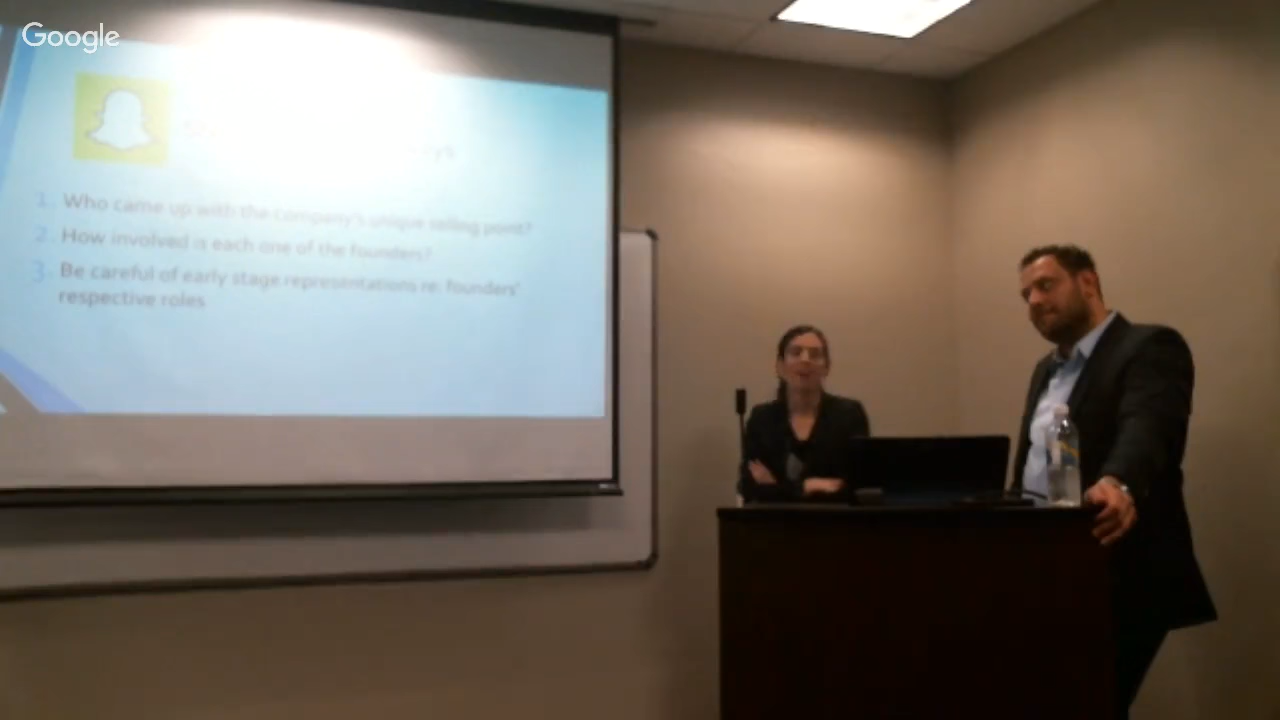 Google
1. Who came up with the company's unique selling point?
2. How involved is each one of the founders?
3. Be careful of early stage representations re: founders'
respective roles